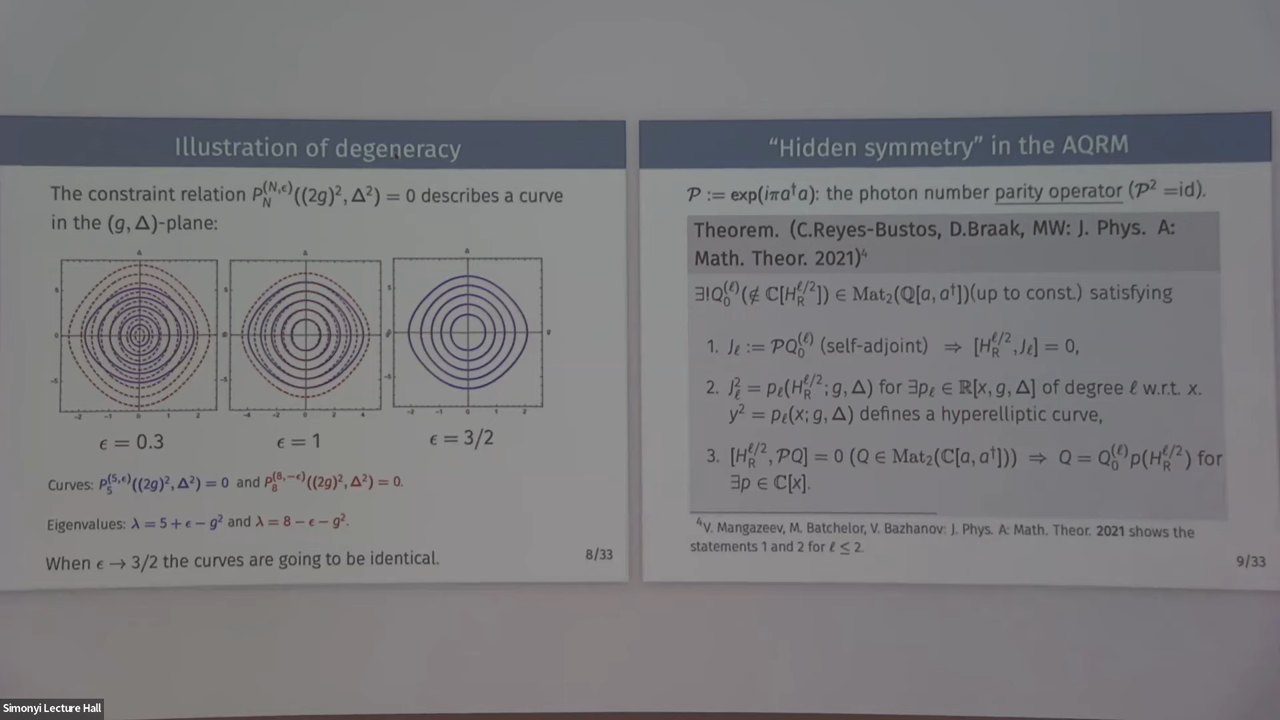 Illustration of degeneracy
The constraint relation P_N^{(N,ϵ)}((2g)², Δ²) = 0 describes a curve
in the (g, Δ)-plane:
ϵ = 0.3
ϵ = 1
ϵ = 3/2
Curves: P_5^{(5,ϵ)}((2g)², Δ²) = 0 and P_8^{(8,-ϵ)}((2g)², Δ²) = 0.
Eigenvalues: λ = 5 + ϵ − g² and λ = 8 − ϵ − g².
When ϵ → 3/2 the curves are going to be identical.
8/33
"Hidden symmetry" in the AQRM
𝒫 := exp(iπa†a): the photon number parity operator (𝒫² =id).
Theorem. (C.Reyes-Bustos, D.Braak, MW: J. Phys. A:
Math. Theor. 2021)⁴
∃!Q_0^{(ℓ)}(∉ ℂ[H_R^{ℓ/2}]) ∈ Mat₂(ℚ[a, a†])(up to const.) satisfying
1. J_ℓ := 𝒫Q_0^{(ℓ)} (self-adjoint) ⇒ [H_R^{ℓ/2}, J_ℓ] = 0,
2. J_ℓ² = p_ℓ(H_R^{ℓ/2}; g, Δ) for ∃p_ℓ ∈ ℝ[x, g, Δ] of degree ℓ w.r.t. x.
y² = p_ℓ(x; g, Δ) defines a hyperelliptic curve,
3. [H_R^{ℓ/2}, 𝒫Q] = 0 (Q ∈ Mat₂(ℂ[a, a†])) ⇒ Q = Q_0^{(ℓ)}p(H_R^{ℓ/2}) for
∃p ∈ ℂ[x].
⁴V. Mangazeev, M. Batchelor, V. Bazhanov: J. Phys. A: Math. Theor. 2021 shows the
statements 1 and 2 for ℓ ≤ 2.
9/33
Simonyi Lecture Hall